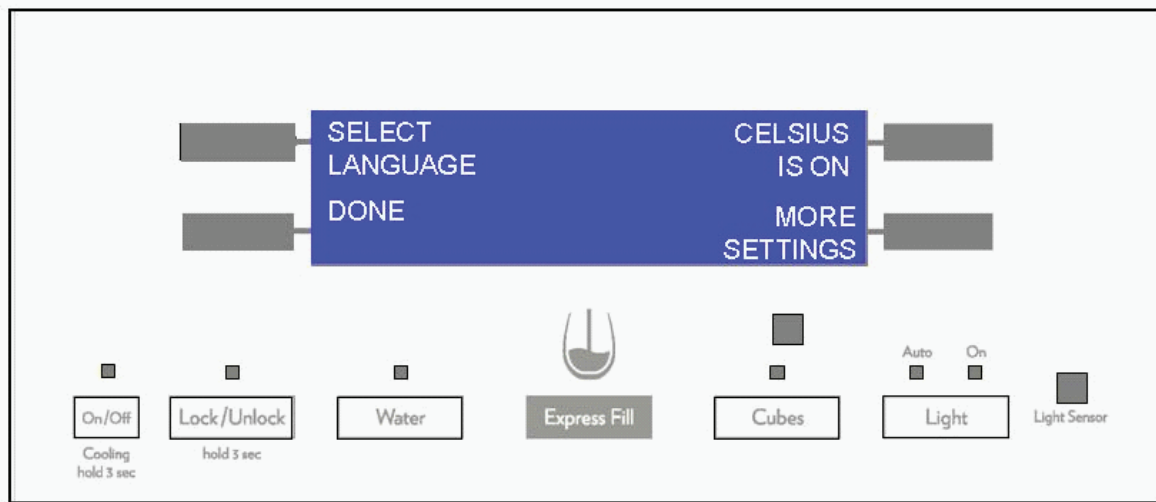 SELECT
LANGUAGE
CELSIUS
IS ON
DONE
MORE
SETTINGS
Auto
On
On/Off
Lock/Unlock
Water
Express Fill
Cubes
Light
Light Sensor
Cooling
hold 3 sec
hold 3 sec